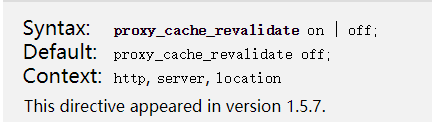 Syntax: proxy_cache_revalidate on | off;
Default: proxy_cache_revalidate off;
Context: http, server, location
This directive appeared in version 1.5.7.